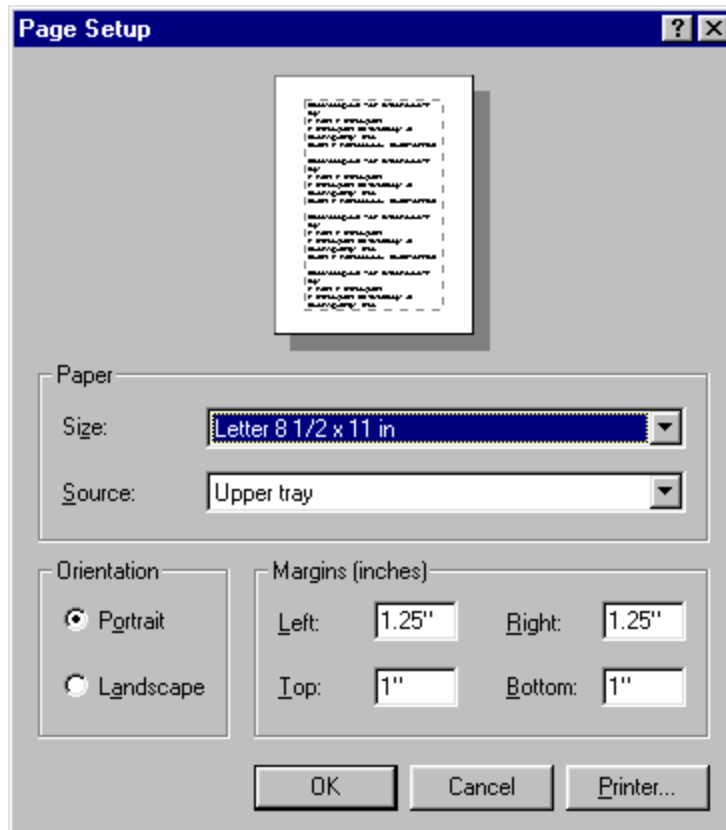 Page Setup
Paper
Size: Letter 8 1/2 x 11 in
Source: Upper tray
Orientation
Portrait
Landscape
Margins (inches)
Left: 1.25" Right: 1.25"
Top: 1" Bottom: 1"
OK Cancel Printer...